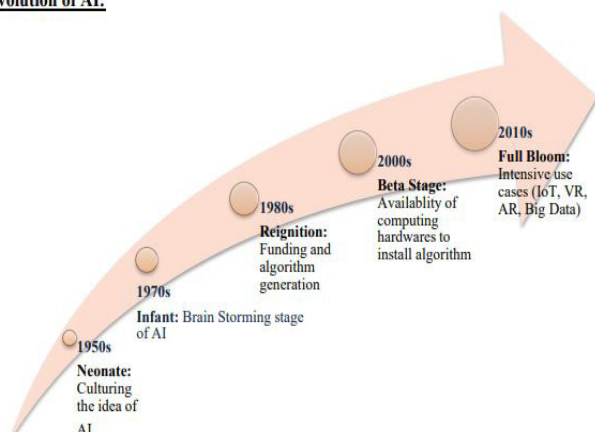 volution of AI:
2010s
Full Bloom:
Intensive use
cases (IoT, VR,
AR, Big Data)
2000s
Beta Stage:
Availablity of
computing
hardwares to
install algorithm
1980s
Reignition:
Funding and
algorithm
generation
1970s
Infant: Brain Storming stage
of AI
1950s
Neonate:
Culturing
the idea of
AI